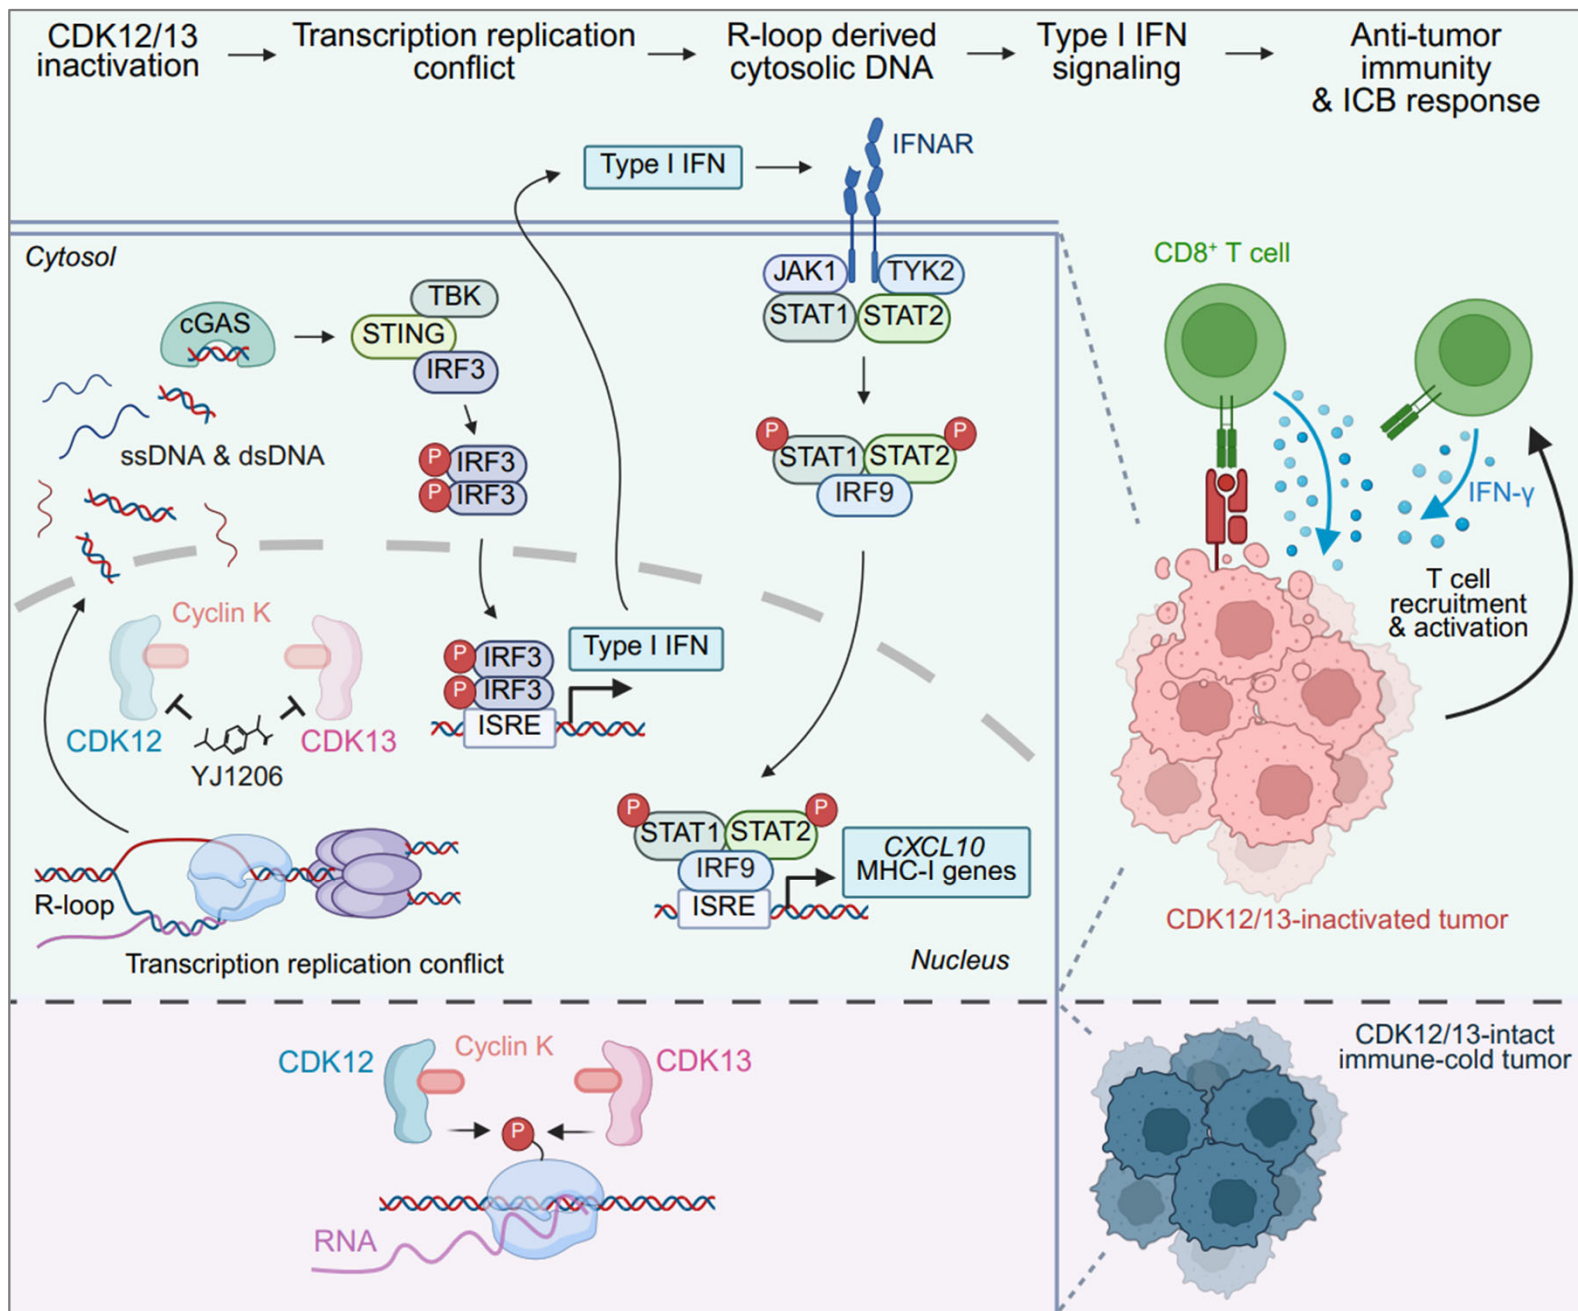 CDK12/13
inactivation
Transcription replication
conflict
R-loop derived
cytosolic DNA
Type I IFN
signaling
Anti-tumor
immunity
& ICB response
Type I IFN
IFNAR
Cytosol
JAK1
TYK2
STAT1
STAT2
cGAS
TBK
STING
IRF3
ssDNA & dsDNA
P
IRF3
P
IRF3
P
P
STAT1
STAT2
IRF9
CD8⁺ T cell
IFN-γ
T cell
recruitment
& activation
Cyclin K
CDK12
CDK13
YJ1206
P
IRF3
P
IRF3
ISRE
Type I IFN
P
P
STAT1
STAT2
IRF9
ISRE
CXCL10
MHC-I genes
R-loop
Transcription replication conflict
Nucleus
CDK12/13-inactivated tumor
CDK12
Cyclin K
CDK13
P
RNA
CDK12/13-intact
immune-cold tumor